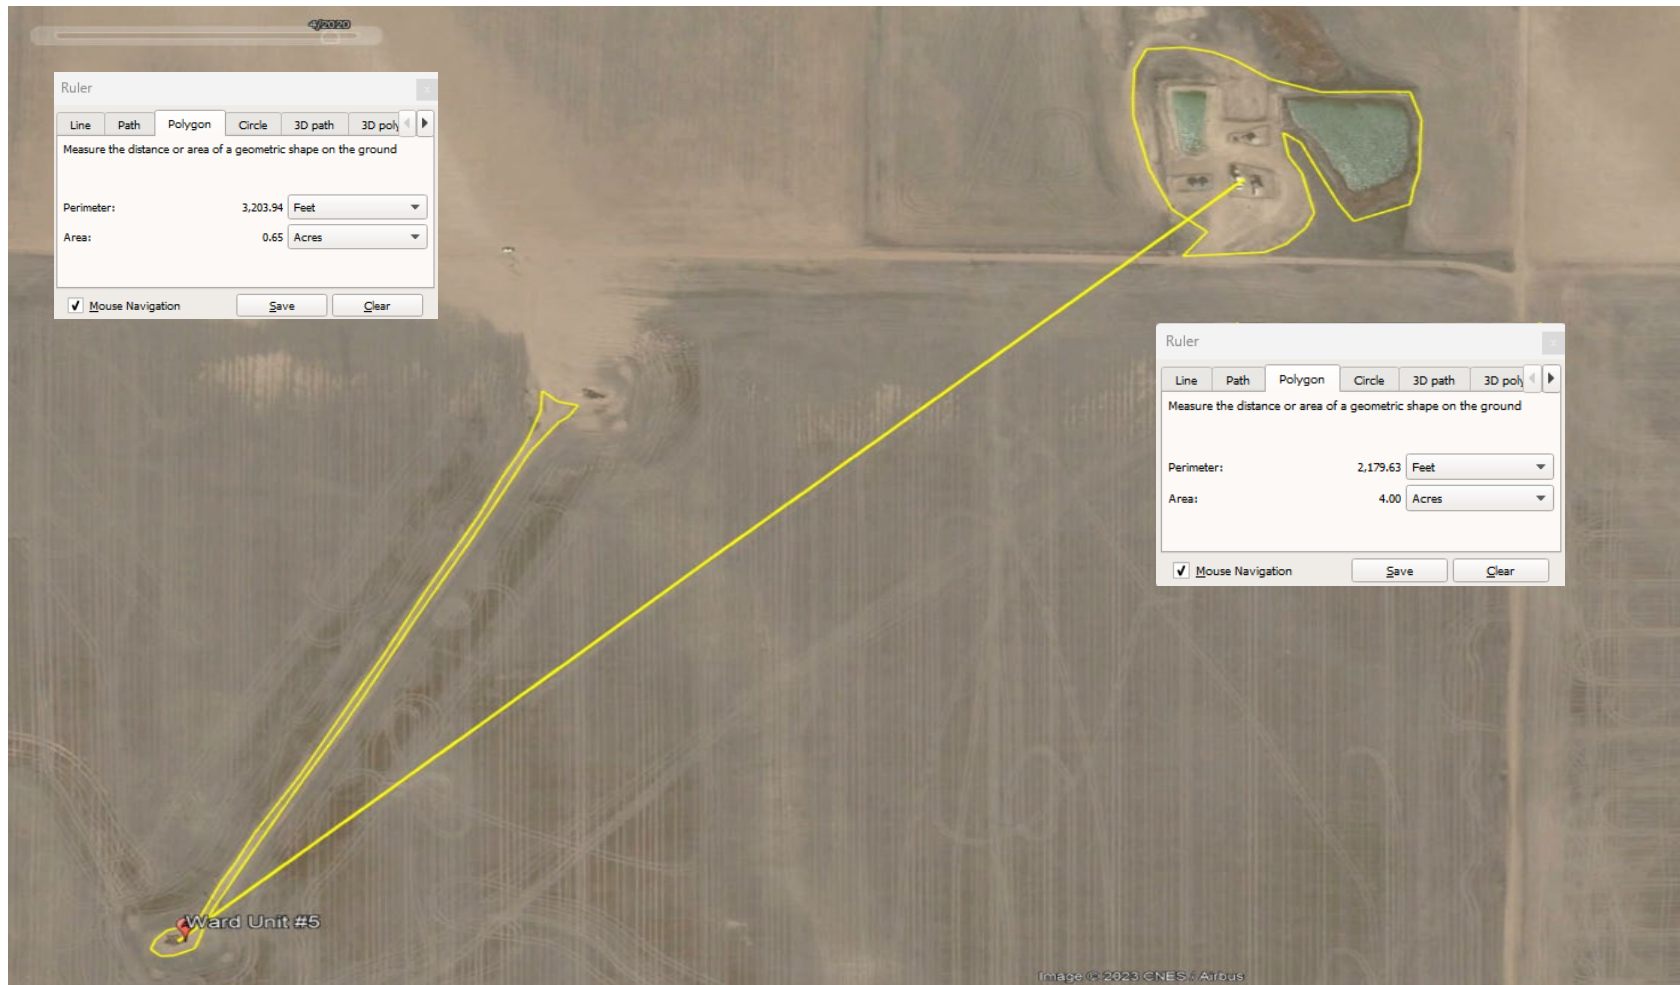 4/2020
Ruler
x
Line Path Polygon Circle 3D path 3D poly
Measure the distance or area of a geometric shape on the ground
Perimeter: 3,203.94 Feet
Area: 0.65 Acres
Mouse Navigation Save Clear
Ruler
x
Line Path Polygon Circle 3D path 3D poly
Measure the distance or area of a geometric shape on the ground
Perimeter: 2,179.63 Feet
Area: 4.00 Acres
Mouse Navigation Save Clear
Ward Unit #5
Image © 2023 CNES / Airbus